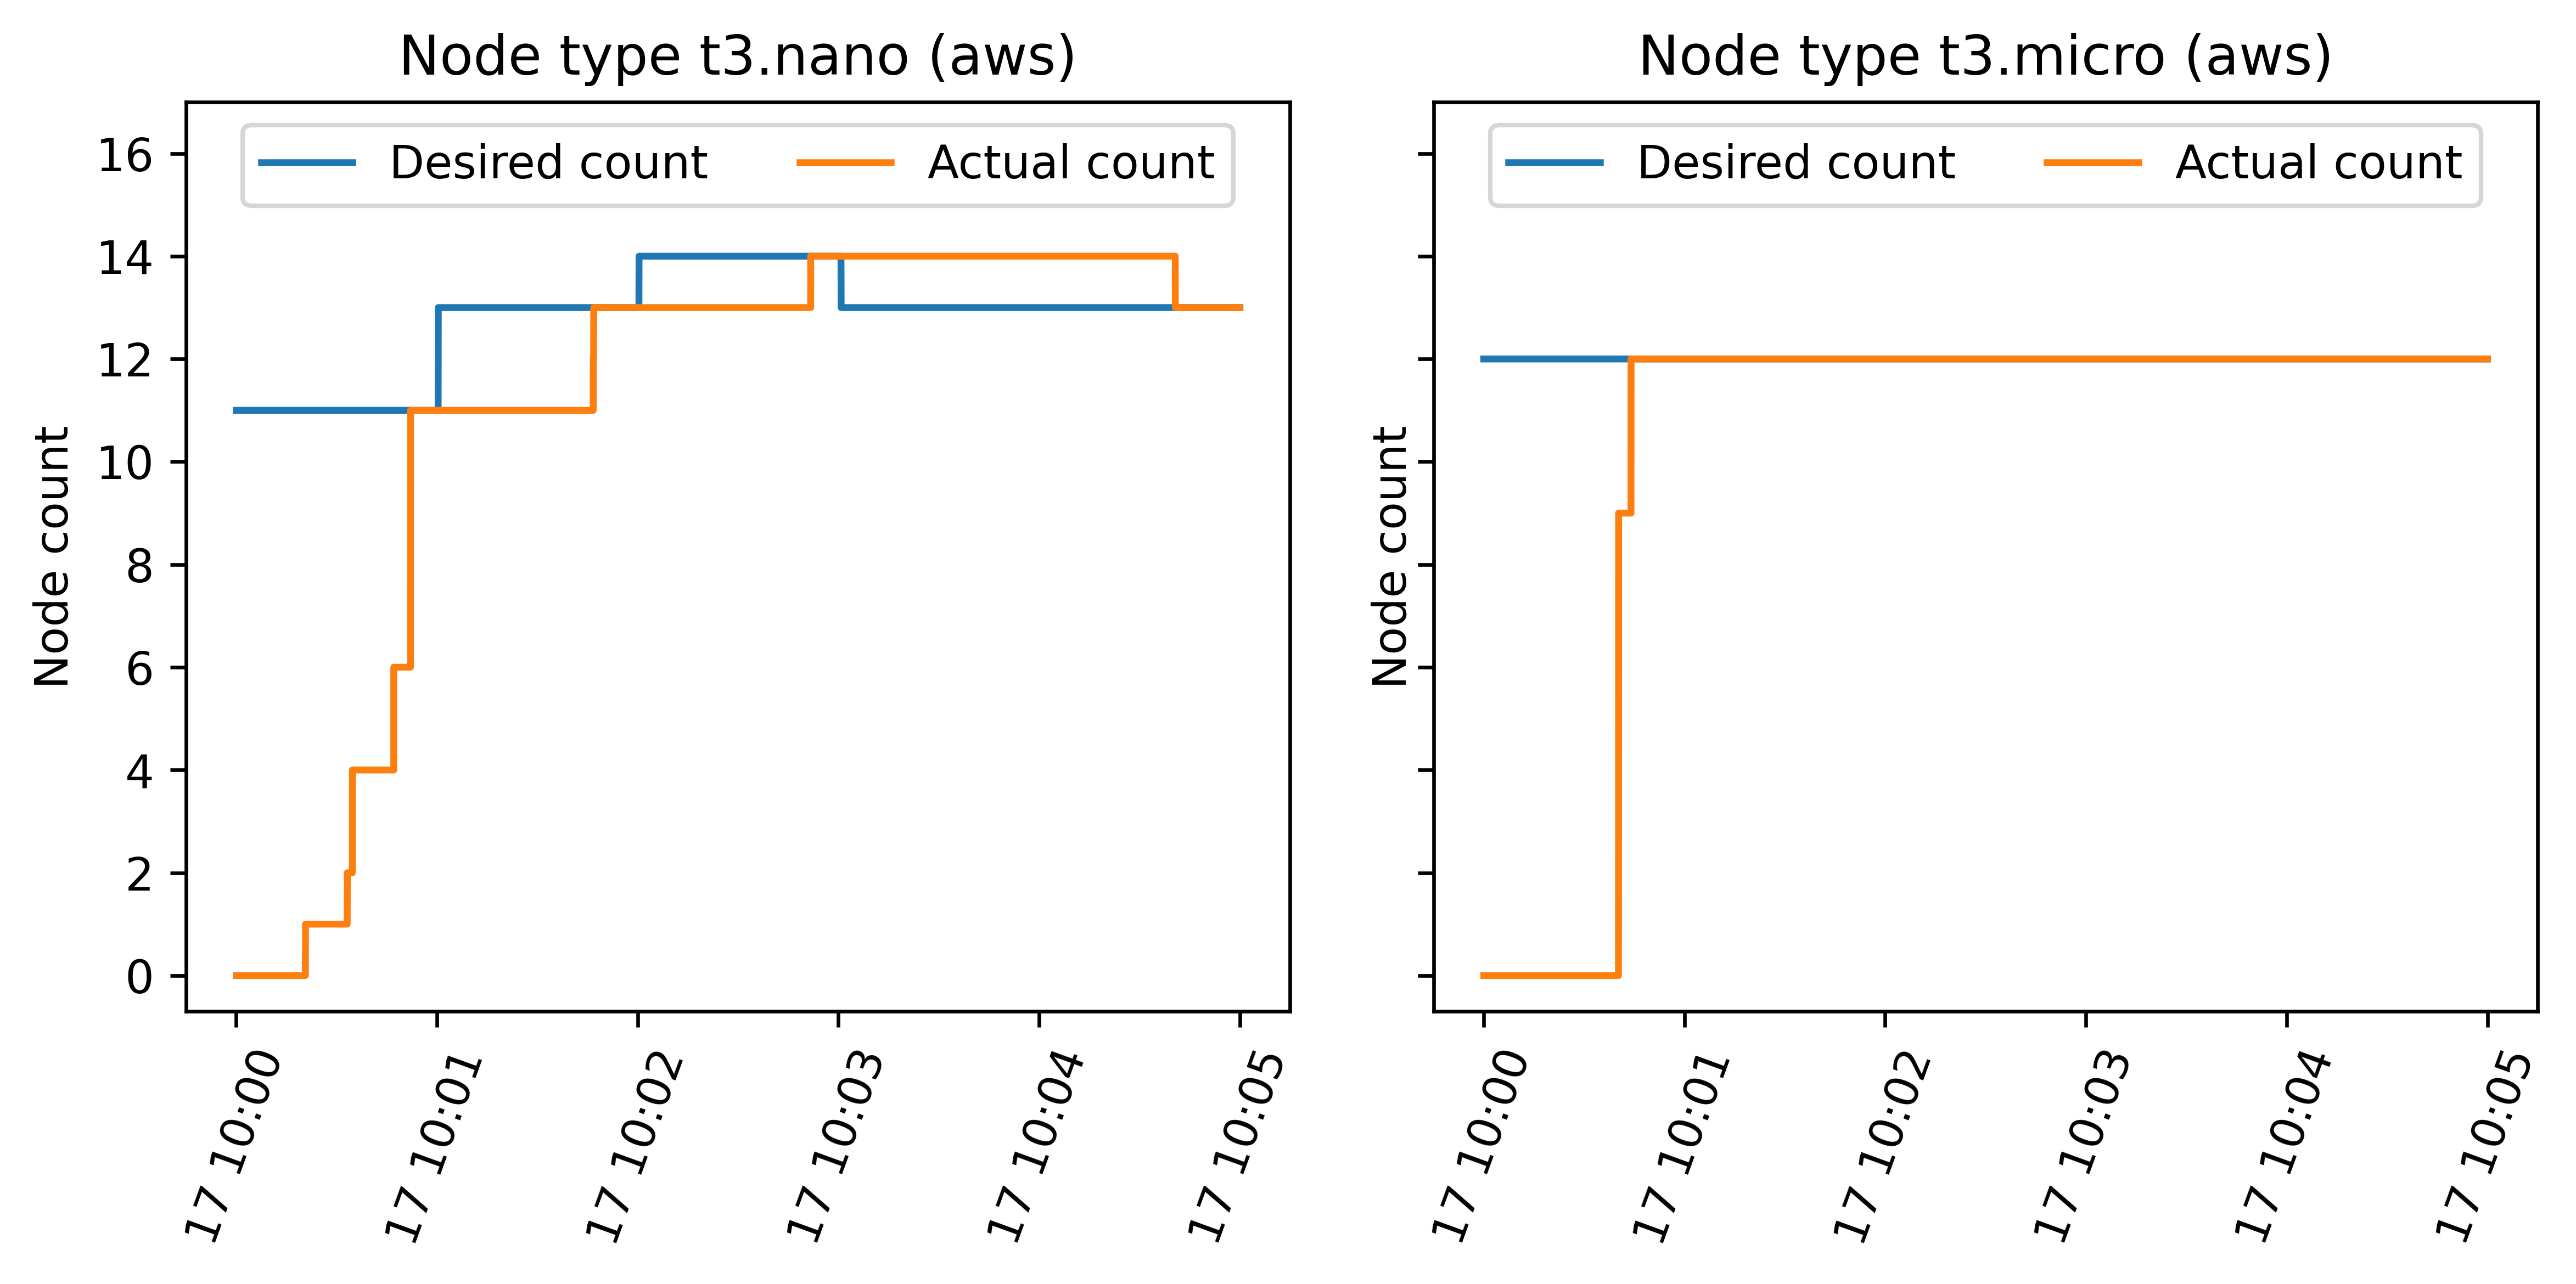 Node type t3.nano (aws)
Desired count
Actual count
Node count
16
14
12
10
8
6
4
2
0
17 10:00
17 10:01
17 10:02
17 10:03
17 10:04
17 10:05
Node type t3.micro (aws)
Desired count
Actual count
Node count
17 10:00
17 10:01
17 10:02
17 10:03
17 10:04
17 10:05